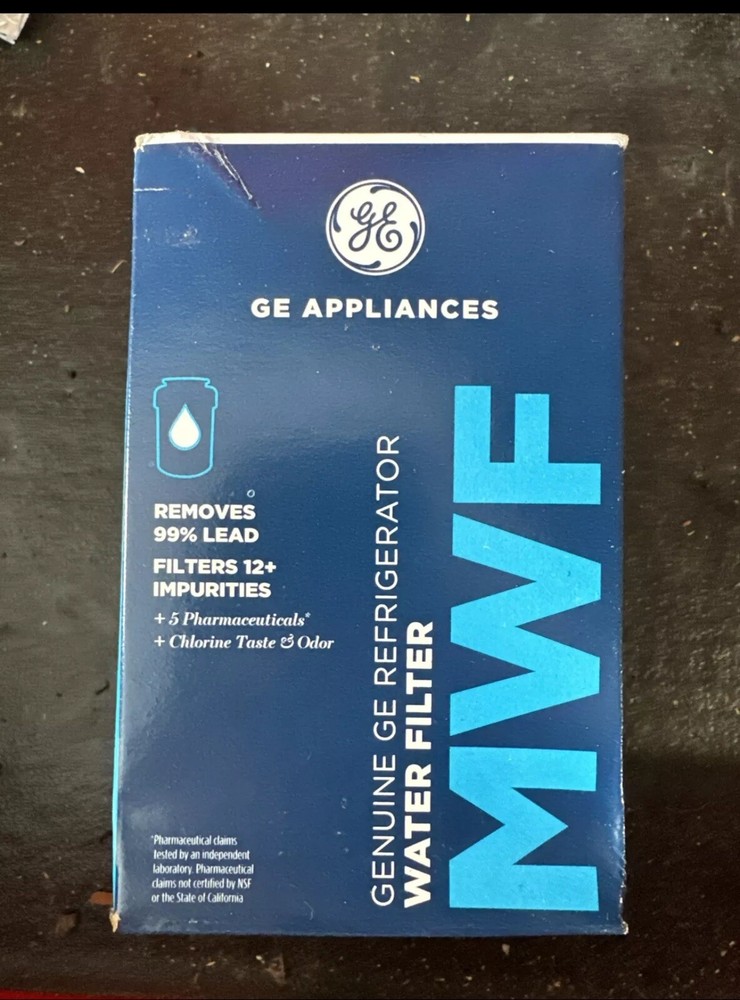 GE
GE APPLIANCES
REMOVES
99% LEAD
FILTERS 12+
IMPURITIES
+ 5 Pharmaceuticals*
+ Chlorine Taste & Odor
GENUINE GE REFRIGERATOR
WATER FILTER
MWF
*Pharmaceutical claims
tested by an independent
laboratory. Pharmaceutical
claims not certified by NSF
or the State of California